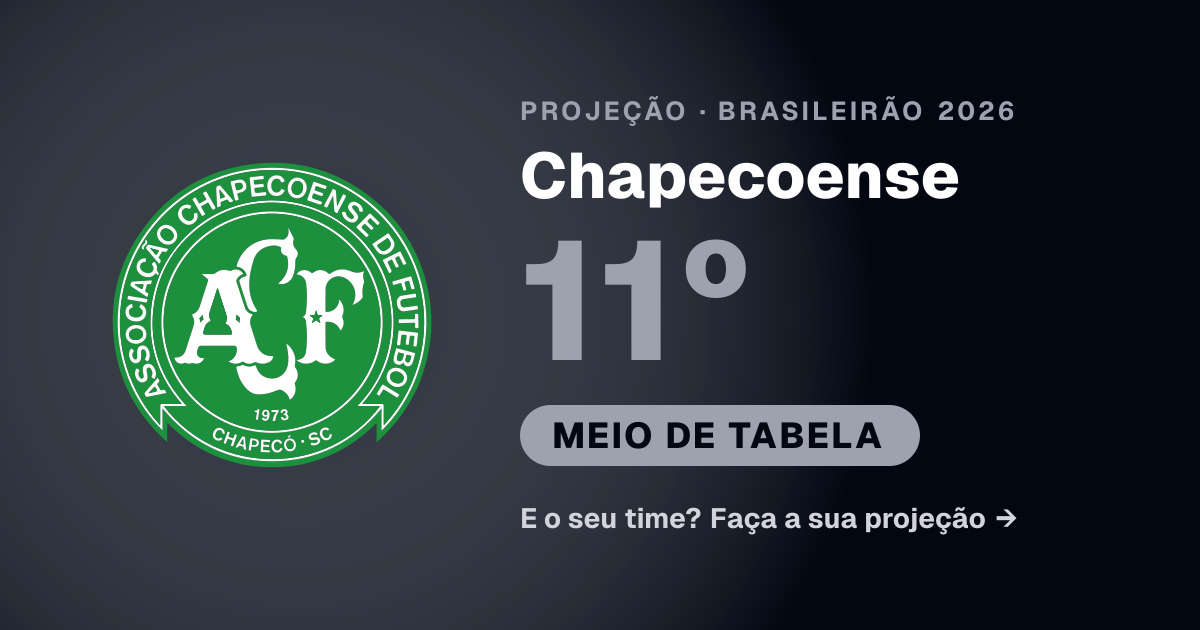 ASSOCIAÇÃO CHAPECOENSE DE FUTEBOL
ACF
1973
CHAPECÓ · SC
PROJEÇÃO · BRASILEIRÃO 2026
Chapecoense
11º
MEIO DE TABELA
E o seu time? Faça a sua projeção →